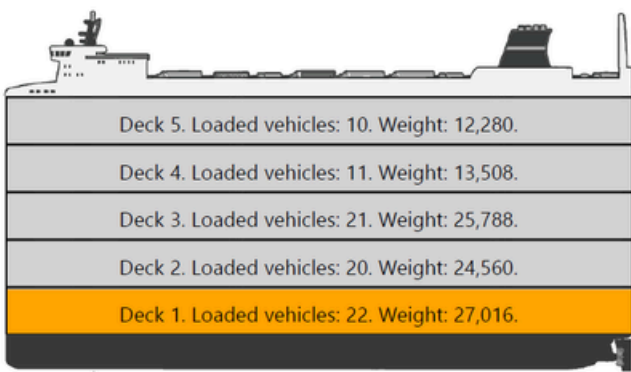 Deck 5. Loaded vehicles: 10. Weight: 12,280.
Deck 4. Loaded vehicles: 11. Weight: 13,508.
Deck 3. Loaded vehicles: 21. Weight: 25,788.
Deck 2. Loaded vehicles: 20. Weight: 24,560.
Deck 1. Loaded vehicles: 22. Weight: 27,016.